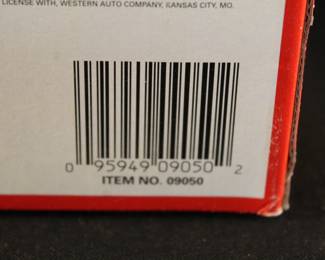 LICENSE WITH, WESTERN AUTO COMPANY, KANSAS CITY, MO.
0 95949 09050 2
ITEM NO. 09050